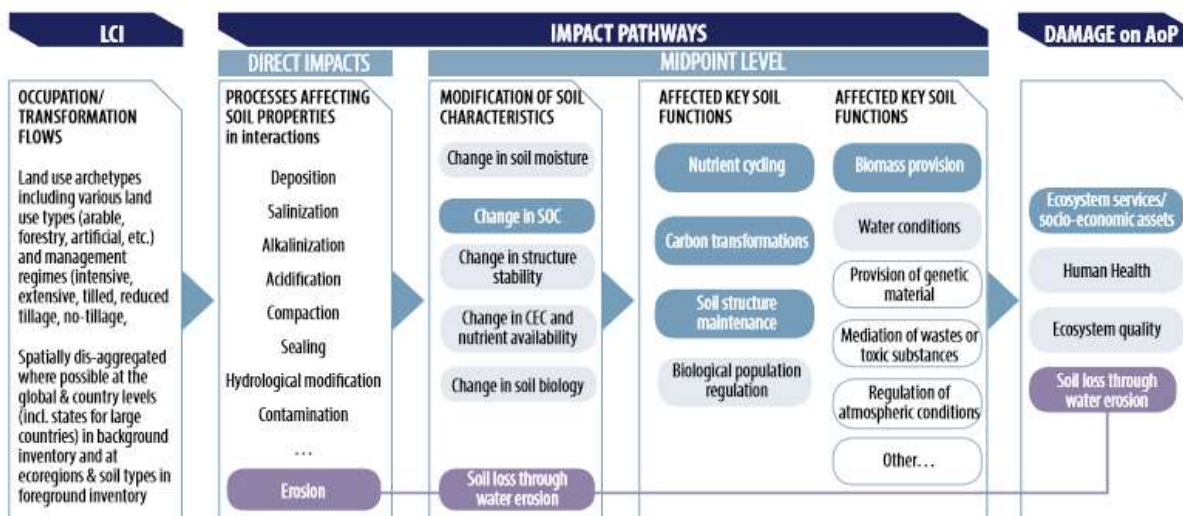 LCI
IMPACT PATHWAYS
DAMAGE on AoP
DIRECT IMPACTS
MIDPOINT LEVEL
OCCUPATION/
TRANSFORMATION
FLOWS
Land use archetypes
including various land
use types (arable,
forestry, artificial, etc.)
and management
regimes (intensive,
extensive, tilled, reduced
tillage, no-tillage,
Spatially dis-aggregated
where possible at the
global & country levels
(incl. states for large
countries) in background
inventory and at
ecoregions & soil types in
foreground inventory
PROCESSES AFFECTING
SOIL PROPERTIES
in interactions
Deposition
Salinization
Alkalinization
Acidification
Compaction
Sealing
Hydrological modification
Contamination
...
Erosion
MODIFICATION OF SOIL
CHARACTERISTICS
Change in soil moisture
Change in SOC
Change in structure
stability
Change in CEC and
nutrient availability
Change in soil biology
Soil loss through
water erosion
AFFECTED KEY SOIL
FUNCTIONS
Nutrient cycling
Carbon transformations
Soil structure
maintenance
Biological population
regulation
AFFECTED KEY SOIL
FUNCTIONS
Biomass provision
Water conditions
Provision of genetic
material
Mediation of wastes or
toxic substances
Regulation of
atmospheric conditions
Other...
Ecosystem services/
socio-economic assets
Human Health
Ecosystem quality
Soil loss through
water erosion